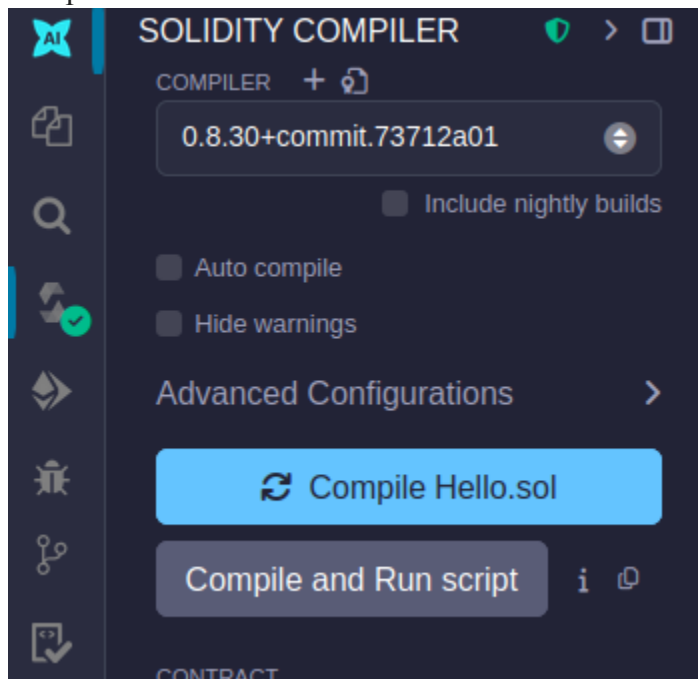 SOLIDITY COMPILER
COMPILER
0.8.30+commit.73712a01
Include nightly builds
Auto compile
Hide warnings
Advanced Configurations
Compile Hello.sol
Compile and Run script
CONTRACT
AI